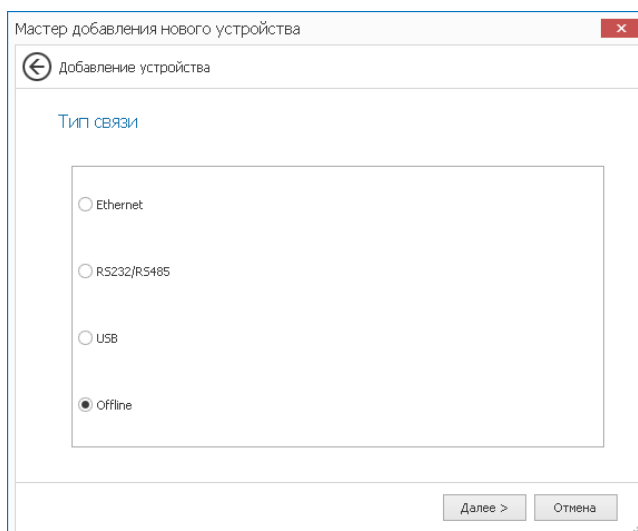 Мастер добавления нового устройства
Добавление устройства
Тип связи
Ethernet
RS232/RS485
USB
Offline
Далее > Отмена